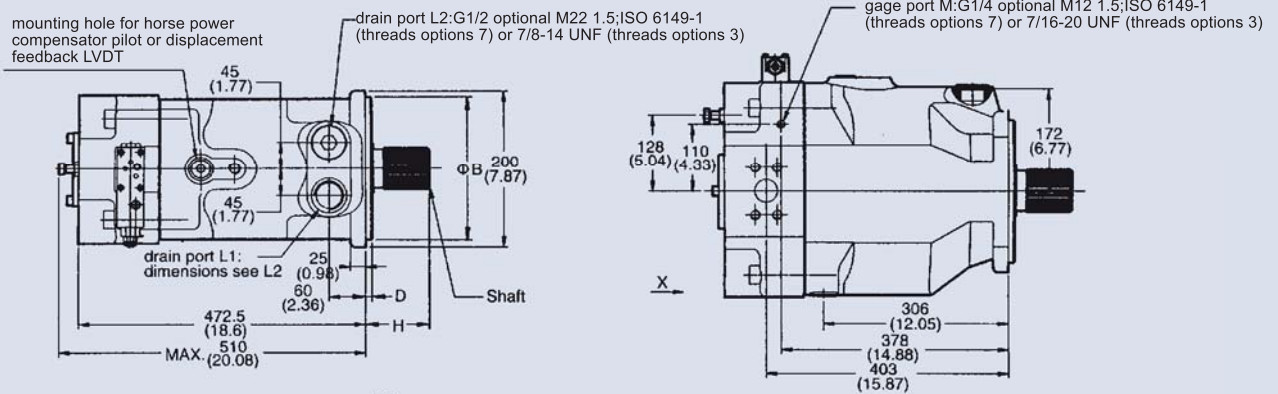 mounting hole for horse power
compensator pilot or displacement
feedback LVDT
drain port L2:G1/2 optional M22 1.5;ISO 6149-1
(threads options 7) or 7/8-14 UNF (threads options 3)
45
(1.77)
ΦB
200
(7.87)
45
(1.77)
drain port L1:
dimensions see L2
25
(0.98)
60
(2.36)
D
Shaft
472.5
(18.6)
H
MAX. 510
(20.08)
gage port M:G1/4 optional M12 1.5;ISO 6149-1
(threads options 7) or 7/16-20 UNF (threads options 3)
128
(5.04)
110
(4.33)
172
(6.77)
X
306
(12.05)
378
(14.88)
403
(15.87)